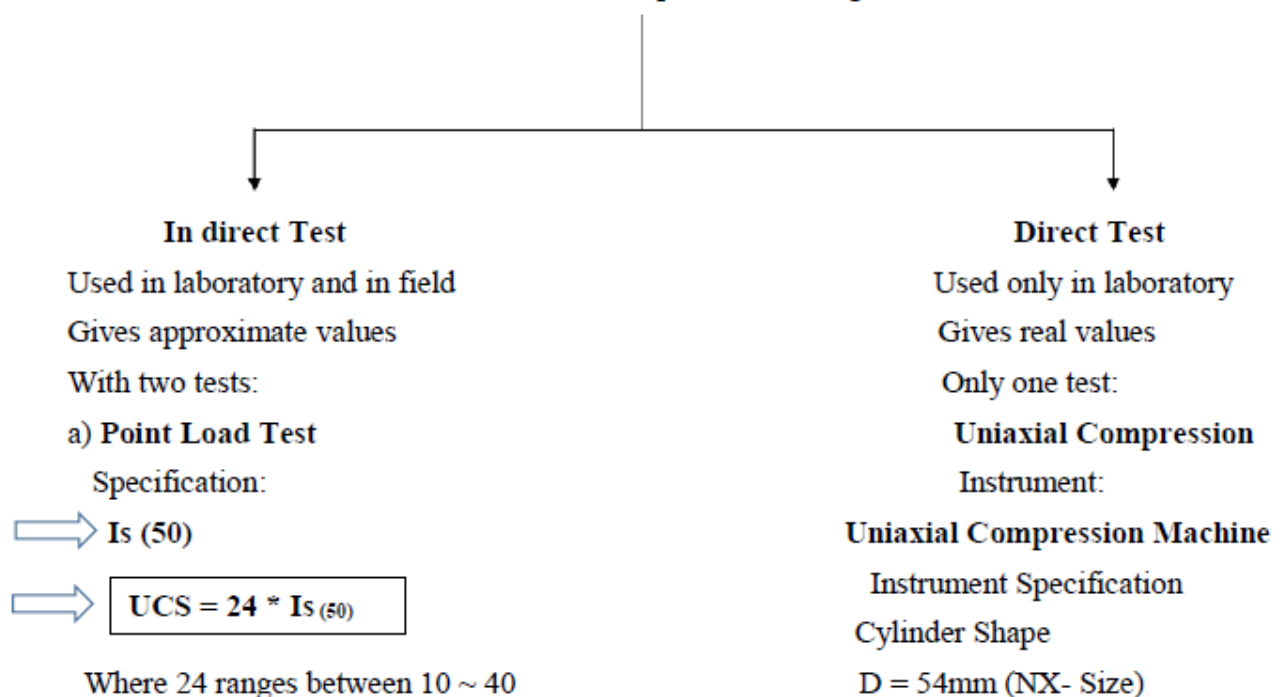 In direct Test
Used in laboratory and in field
Gives approximate values
With two tests:
a) Point Load Test
Specification:
Is (50)
UCS = 24 * Is (50)
Where 24 ranges between 10 ~ 40
Direct Test
Used only in laboratory
Gives real values
Only one test:
Uniaxial Compression
Instrument:
Uniaxial Compression Machine
Instrument Specification
Cylinder Shape
D = 54mm (NX- Size)